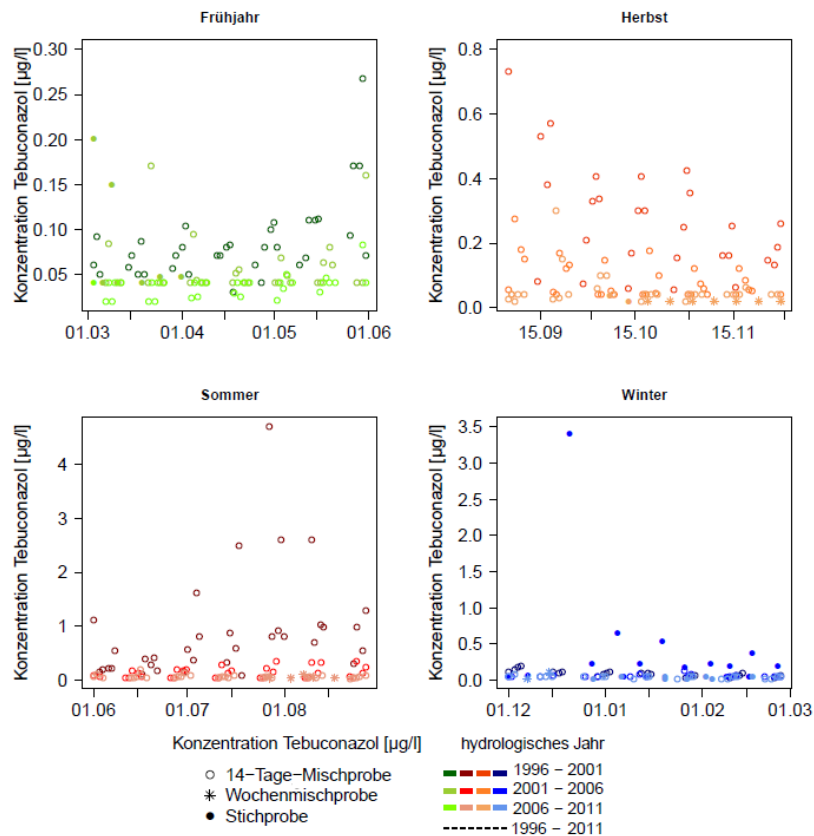 Frühjahr
Konzentration Tebuconazol [µg/l]
0.30
0.25
0.20
0.15
0.10
0.05
01.03
01.04
01.05
01.06
Herbst
Konzentration Tebuconazol [µg/l]
0.8
0.6
0.4
0.2
0.0
15.09
15.10
15.11
Sommer
Konzentration Tebuconazol [µg/l]
4
3
2
1
0
01.06
01.07
01.08
Winter
Konzentration Tebuconazol [µg/l]
3.5
3.0
2.5
2.0
1.5
1.0
0.5
0.0
01.12
01.01
01.02
01.03
Konzentration Tebuconazol [µg/l]
14-Tage-Mischprobe
Wochenmischprobe
Stichprobe
hydrologisches Jahr
1996 - 2001
2001 - 2006
2006 - 2011
1996 - 2011